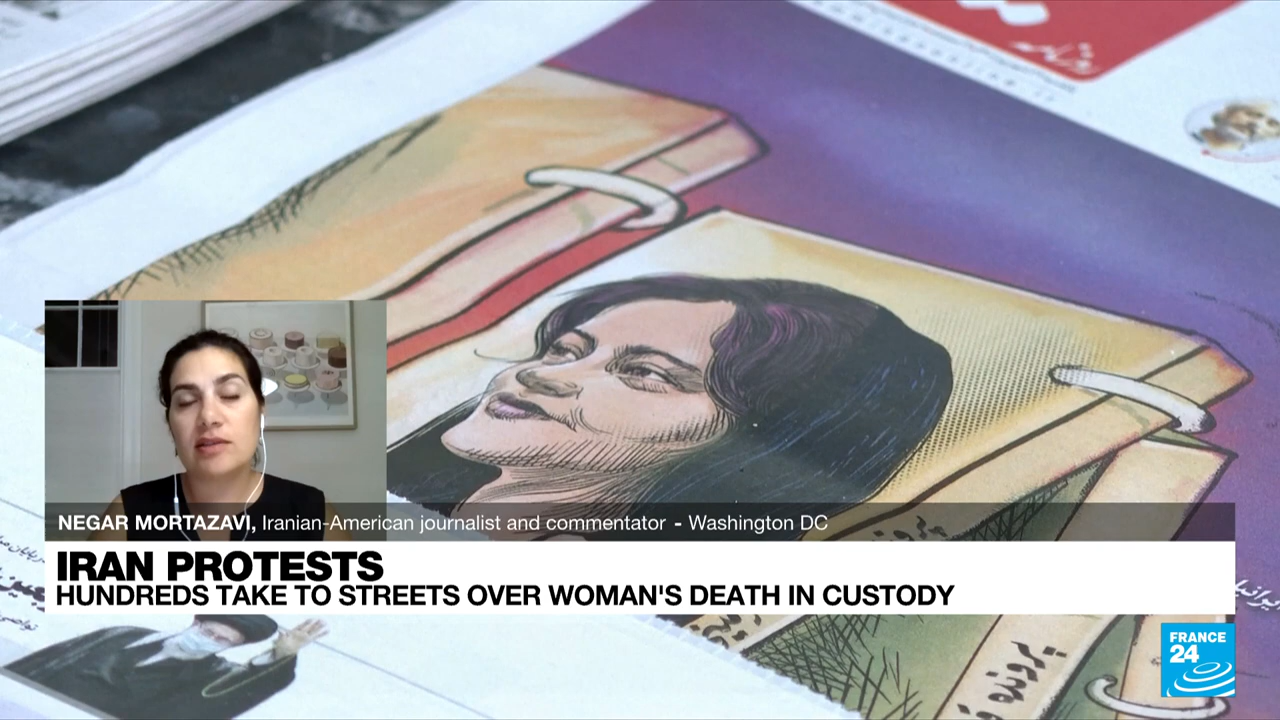 NEGAR MORTAZAVI, Iranian-American journalist and commentator - Washington DC
IRAN PROTESTS
HUNDREDS TAKE TO STREETS OVER WOMAN'S DEATH IN CUSTODY
پرونده
FRANCE
24